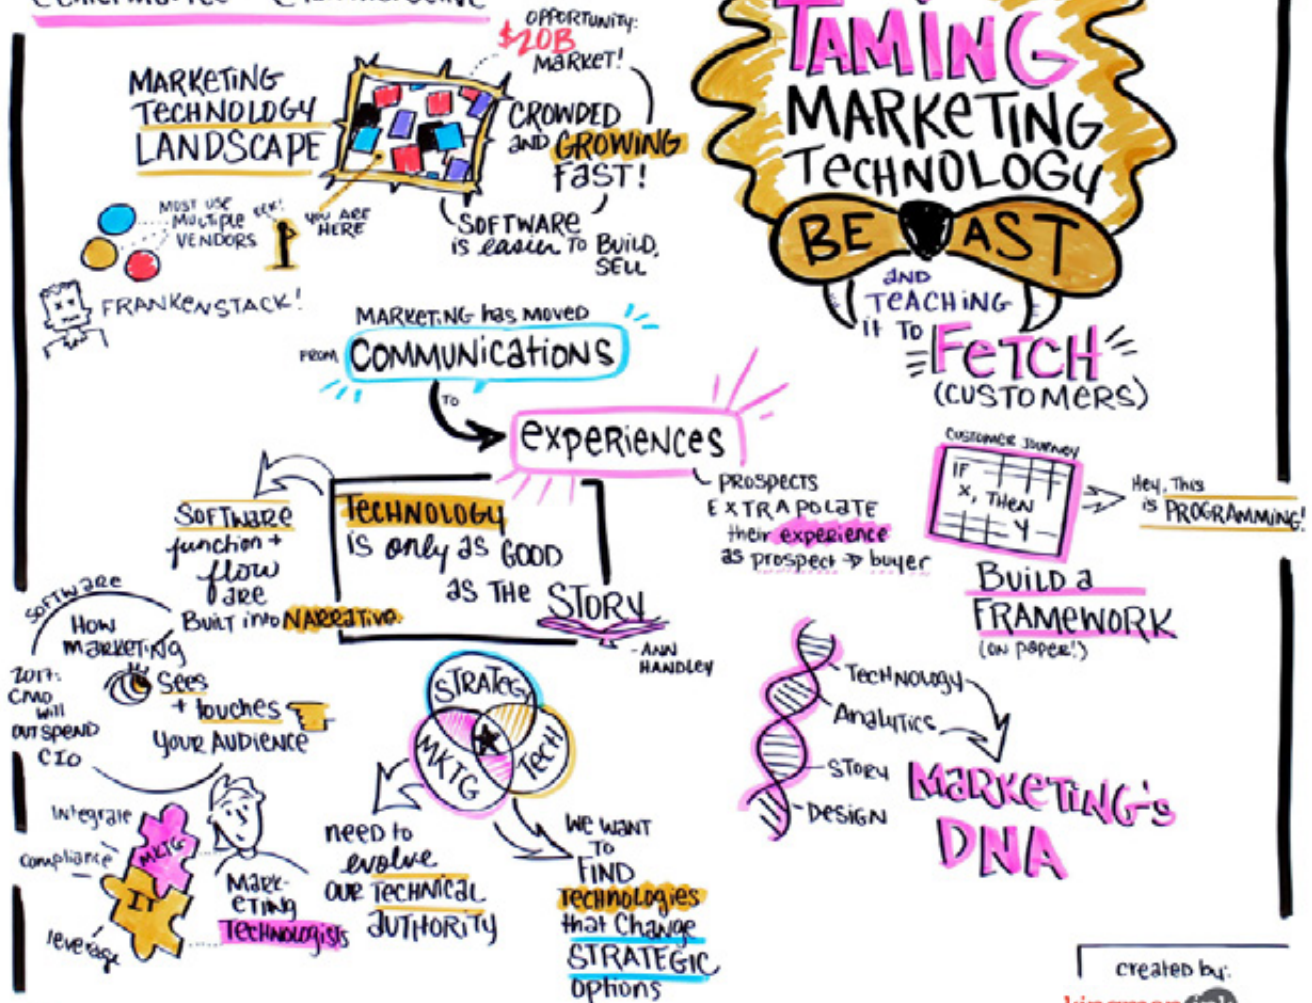 OPPORTUNITY:
$20B
MARKET!
MARKETING
TECHNOLOGY
LANDSCAPE
CROWDED
AND GROWING
FAST!
MUST USE
MULTIPLE
VENDORS
EEK!
YOU ARE
HERE
SOFTWARE
is easier TO BUILD,
SELL
FRANKENSTACK!
TAMING
MARKETING
TECHNOLOGY
BEAST
AND
TEACHING
it TO
FETCH
(CUSTOMERS)
MARKETING has MOVED
FROM COMMUNICATIONS
TO
EXPERIENCES
PROSPECTS
EXTRAPOLATE
their experience
as prospect → buyer
CUSTOMER JOURNEY
IF
X, THEN
Y
Hey, This
is PROGRAMMING!
BUILD a
FRAMEWORK
(ON PAPER!)
SOFTWARE
function +
flow
ARE
BUILT into NARRATIVE.
TECHNOLOGY
is only as GOOD
as THE STORY
- ANN
HANDLEY
SOFTWARE
HOW
MARKETING
Sees
+ touches
YOUR AUDIENCE
2017:
CMO
will
OUTSPEND
CIO
STRATEGY
MKTG
TECH
need to
evolve
OUR TECHNICAL
AUTHORITY
WE WANT
TO
FIND
TECHNOLOGIES
that Change
STRATEGIC
options
Integrate
Compliance
leverage
MKTG
IT
MARK-
ETING
TECHNOLOGISTS
TECHNOLOGY
Analytics
STORY
DESIGN
MARKETING's
DNA
created by: